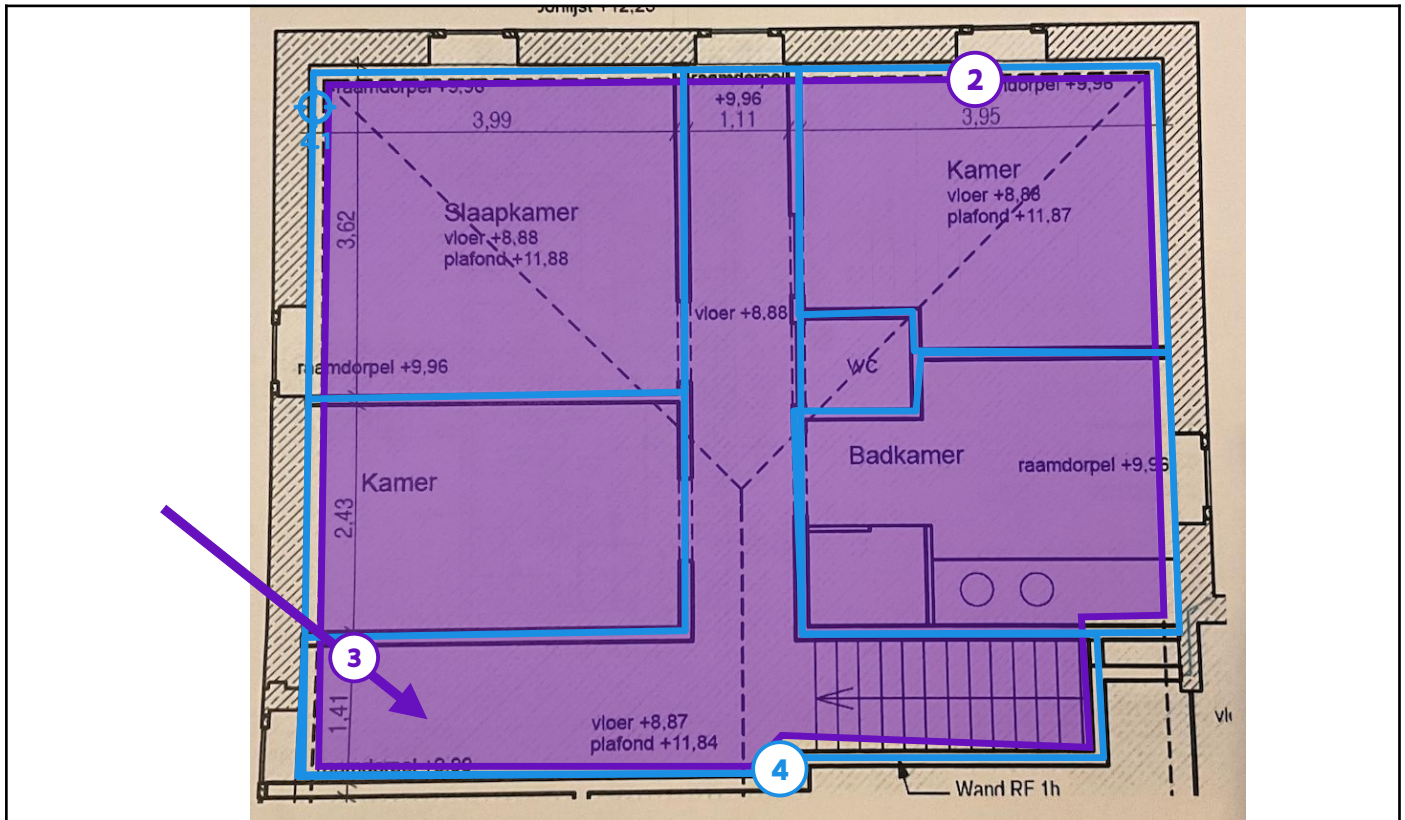 2
raamdorpel +9,96
+9,96
3,99
1,11
3,95
41
Kamer
vloer +8,88
plafond +11,87
Slaapkamer
vloer +8,88
plafond +11,88
3,62
vloer +8,88
raamdorpel +9,96
WC
Kamer
Badkamer
raamdorpel +9,96
2,43
3
1,41
vloer +8,87
plafond +11,84
4
Wand RF 1h